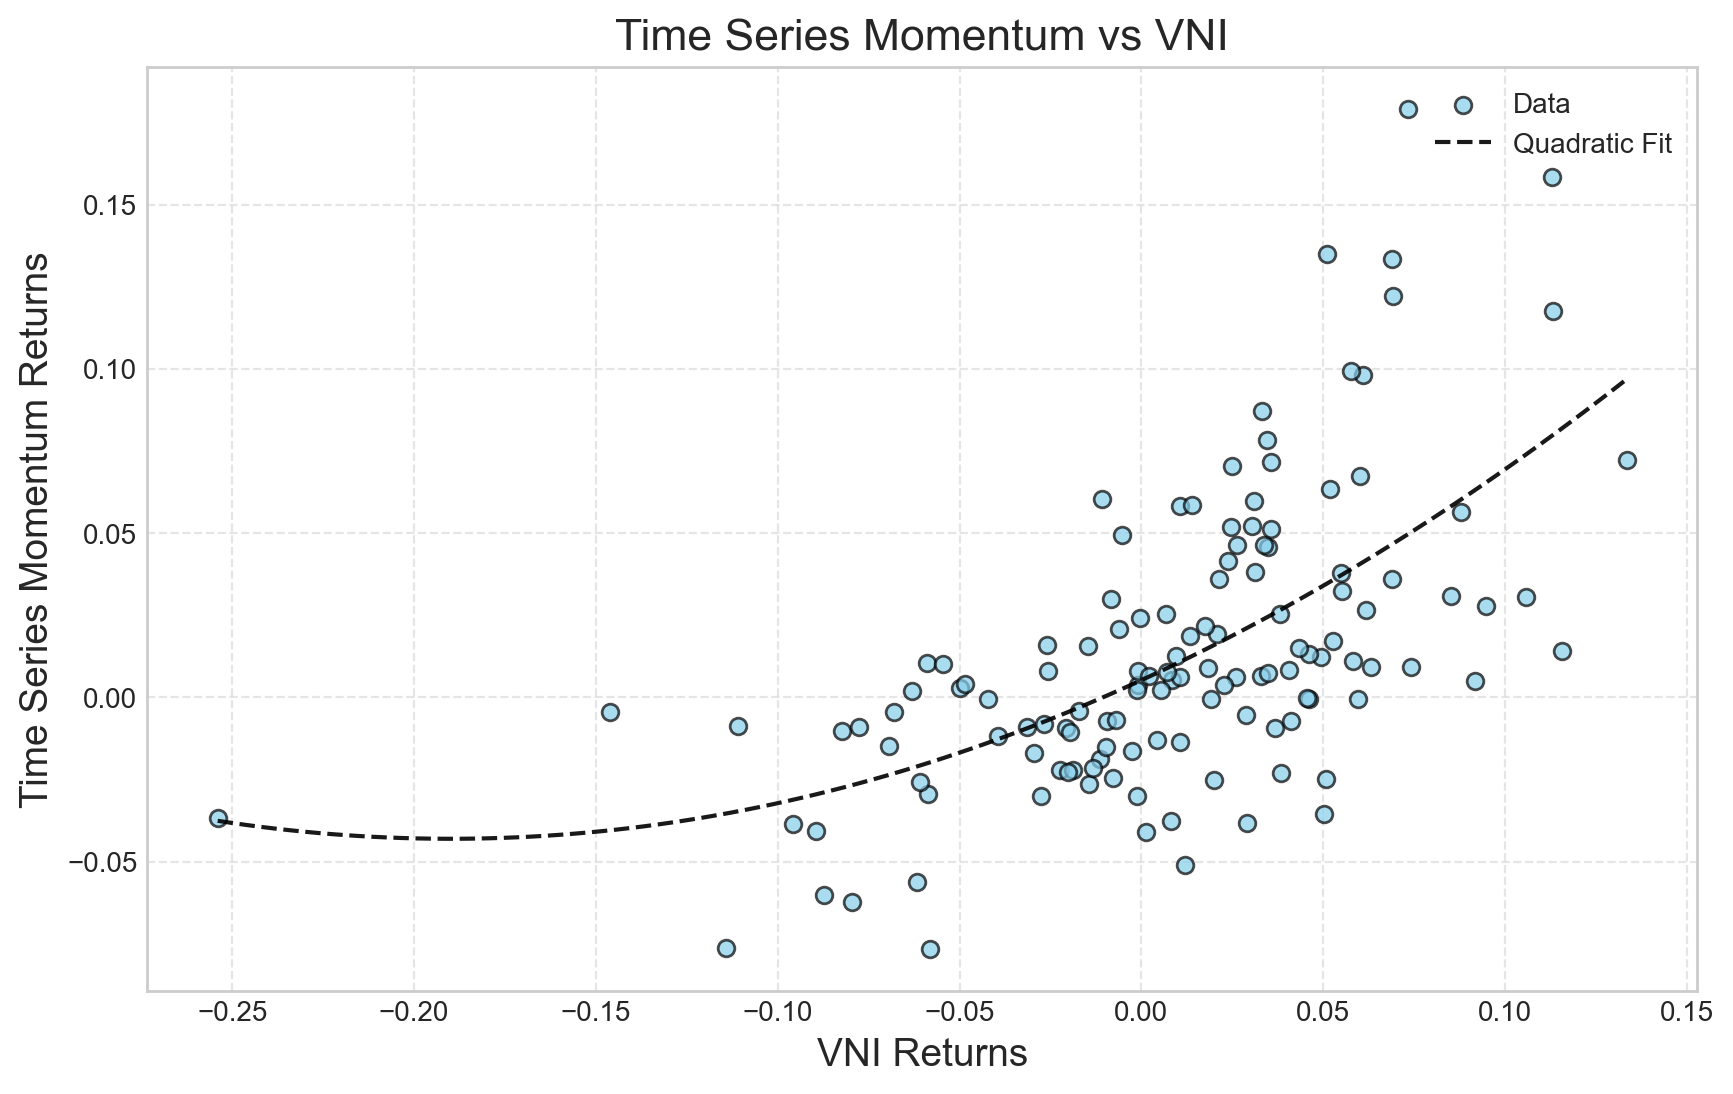 Time Series Momentum vs VNI
Data
Quadratic Fit
Time Series Momentum Returns
0.15
0.10
0.05
0.00
−0.05
−0.25 −0.20 −0.15 −0.10 −0.05 0.00 0.05 0.10 0.15
VNI Returns